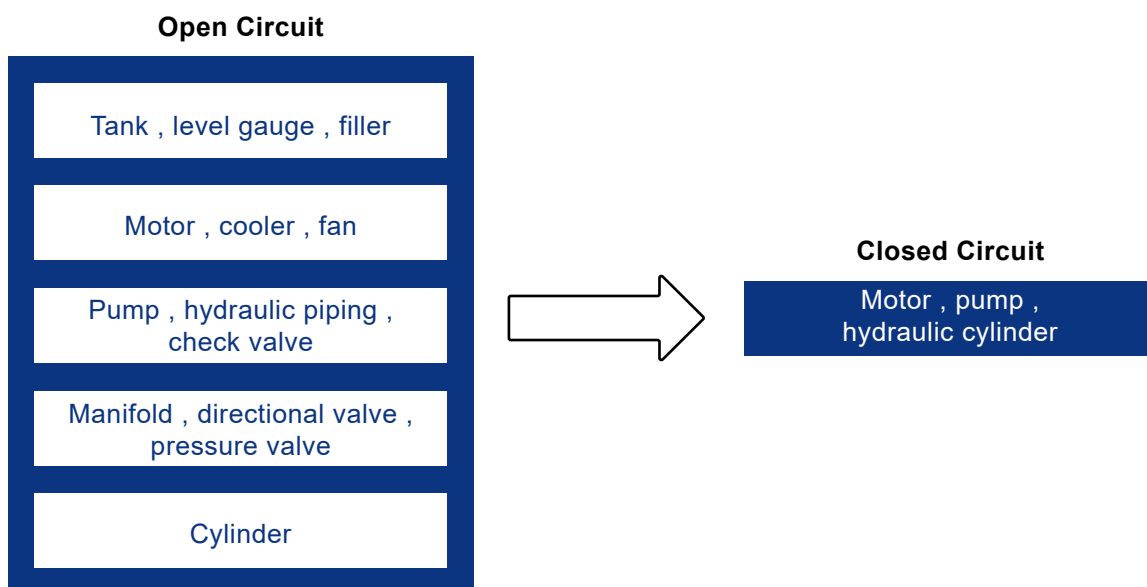 Open Circuit
Tank , level gauge , filler
Motor , cooler , fan
Pump , hydraulic piping ,
check valve
Manifold , directional valve ,
pressure valve
Cylinder
Closed Circuit
Motor , pump ,
hydraulic cylinder